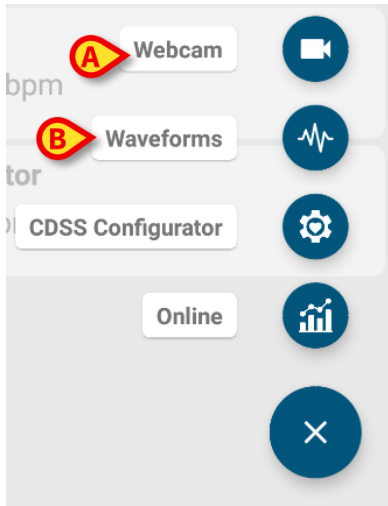 A
Webcam
bpm
B
Waveforms
tor
CDSS Configurator
Online